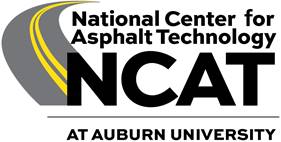 National Center for
Asphalt Technology
NCAT
AT AUBURN UNIVERSITY